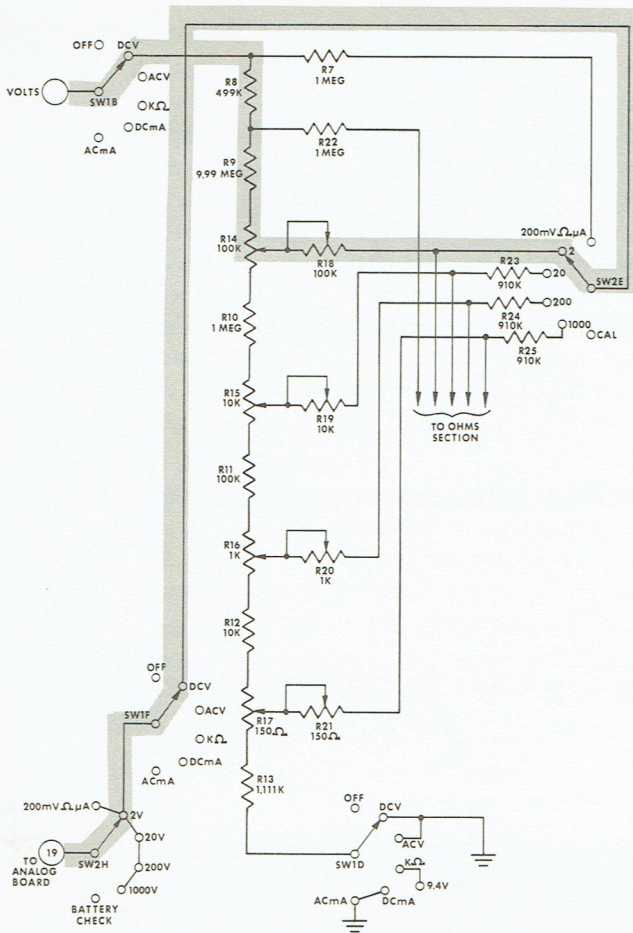 OFF
DCV
VOLTS
SW1B
ACV
KΩ
DCmA
ACmA
R8
499K
R7
1 MEG
R22
1 MEG
R9
9.99 MEG
200mVΩµA
R14
100K
R18
100K
2
SW2E
R23
910K
20
R24
910K
200
R25
910K
1000
CAL
R10
1 MEG
R15
10K
R19
10K
TO OHMS
SECTION
R11
100K
R16
1K
R20
1K
R12
10K
OFF
DCV
SW1F
ACV
KΩ
DCmA
ACmA
R17
150Ω
R21
150Ω
R13
1,111K
200mVΩµA
2V
20V
200V
1000V
19
TO
ANALOG
BOARD
SW2H
BATTERY
CHECK
OFF
DCV
ACV
SW1D
KΩ
9.4V
ACmA
DCmA